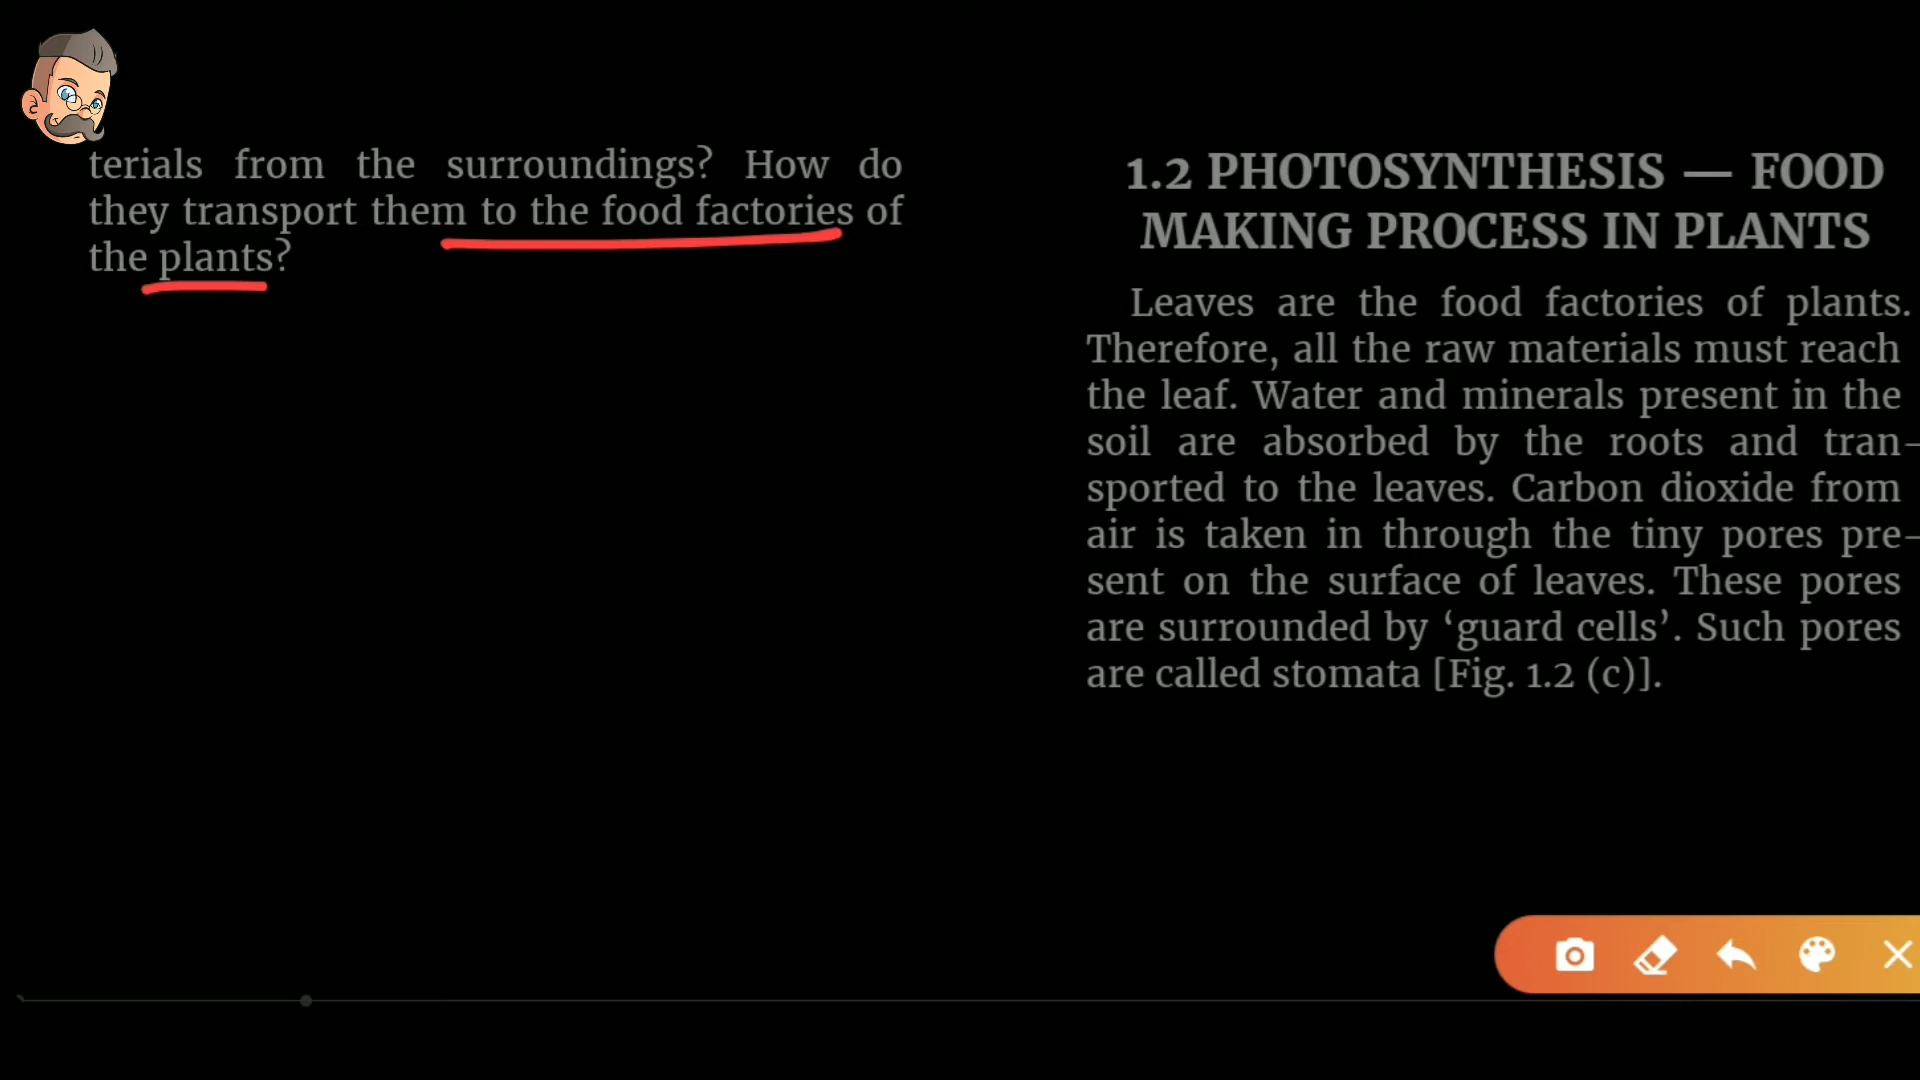 terials from the surroundings? How do
they transport them to the food factories of
the plants?
1.2 PHOTOSYNTHESIS — FOOD
MAKING PROCESS IN PLANTS
Leaves are the food factories of plants.
Therefore, all the raw materials must reach
the leaf. Water and minerals present in the
soil are absorbed by the roots and tran-
sported to the leaves. Carbon dioxide from
air is taken in through the tiny pores pre-
sent on the surface of leaves. These pores
are surrounded by ‘guard cells’. Such pores
are called stomata [Fig. 1.2 (c)].